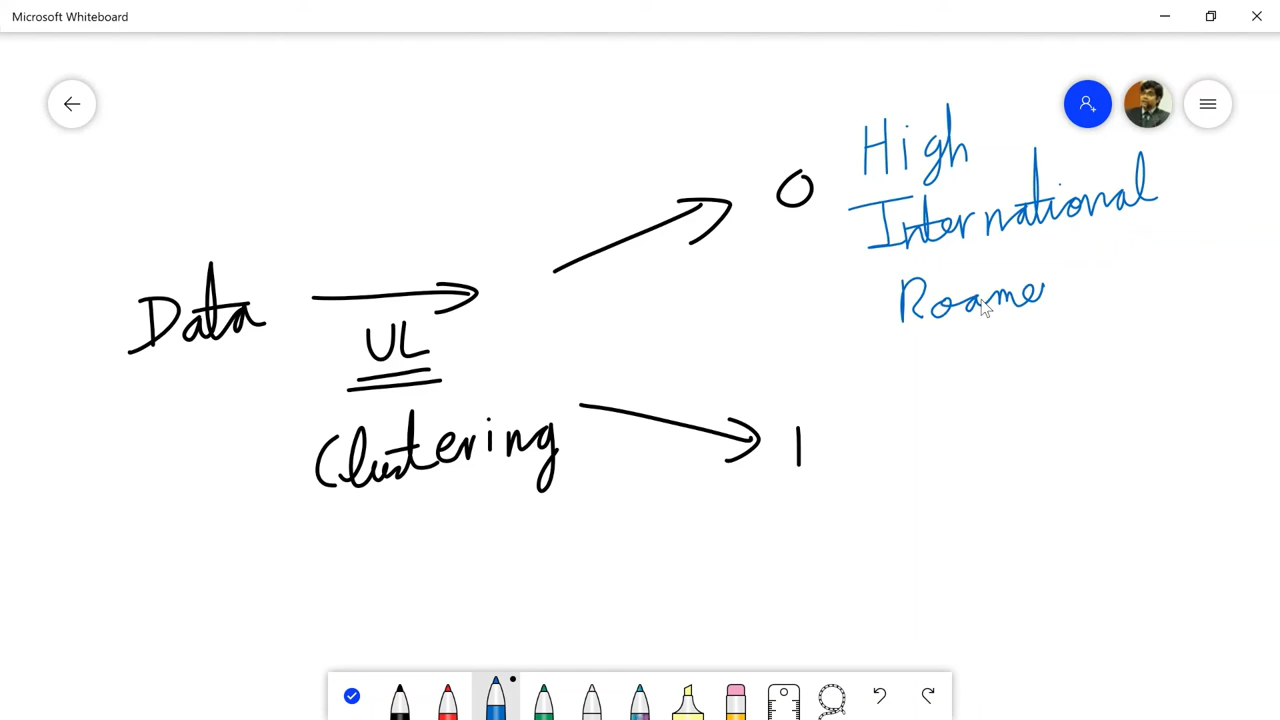 Microsoft Whiteboard
High
0
International
Data
UL
Roame
Clustering
1